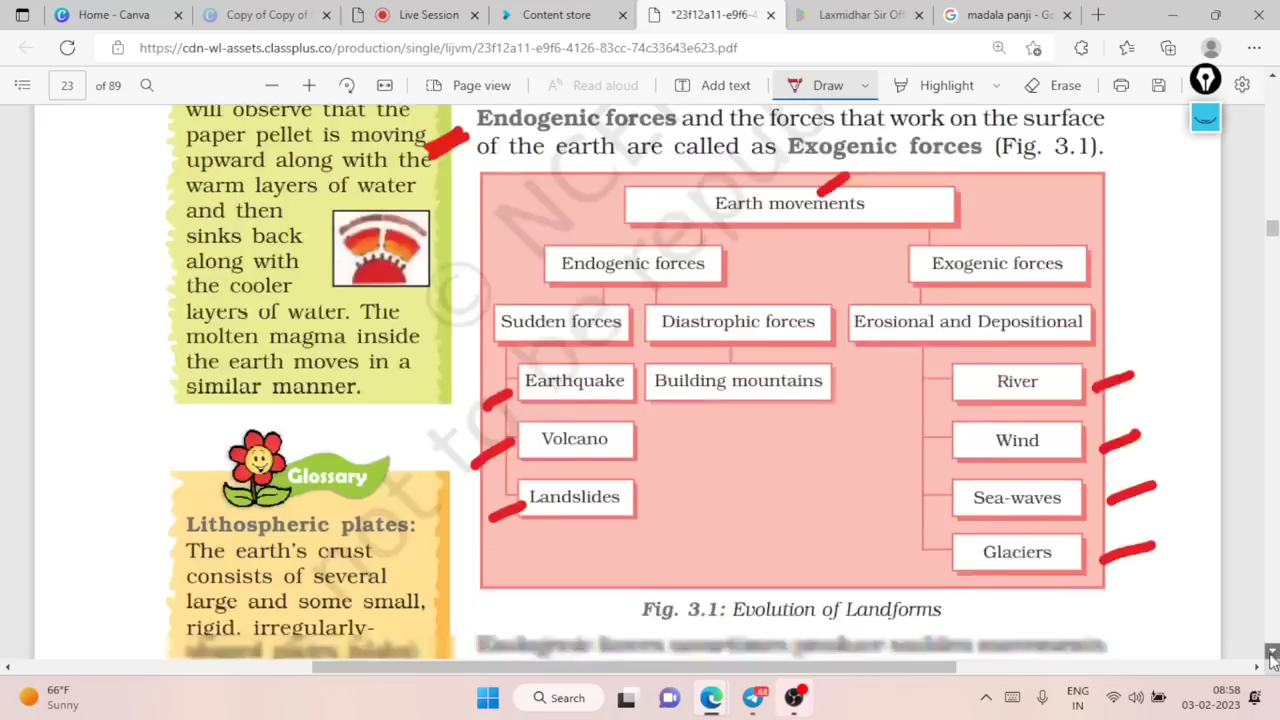 Home - Canva
Copy of Copy of F
Live Session
Content store
*23f12a11-e9f6-4
Laxmidhar Sir Off
madala panji - Go
https://cdn-wl-assets.classplus.co/production/single/lijvm/23f12a11-e9f6-4126-83cc-74c33643e623.pdf
23 of 89
Page view
Read aloud
Add text
Draw
Highlight
Erase
will observe that the
paper pellet is moving
upward along with the
warm layers of water
and then
sinks back
along with
the cooler
layers of water. The
molten magma inside
the earth moves in a
similar manner.
Glossary
Lithospheric plates:
The earth's crust
consists of several
large and some small,
rigid, irregularly-
Endogenic forces and the forces that work on the surface
of the earth are called as Exogenic forces (Fig. 3.1).
Earth movements
Endogenic forces
Exogenic forces
Sudden forces
Diastrophic forces
Erosional and Depositional
Earthquake
Building mountains
River
Volcano
Wind
Landslides
Sea-waves
Glaciers
Fig. 3.1: Evolution of Landforms
© NCE
not to be repub
66°F
Sunny
Search
68
ENG
IN
08:58
03-02-2023